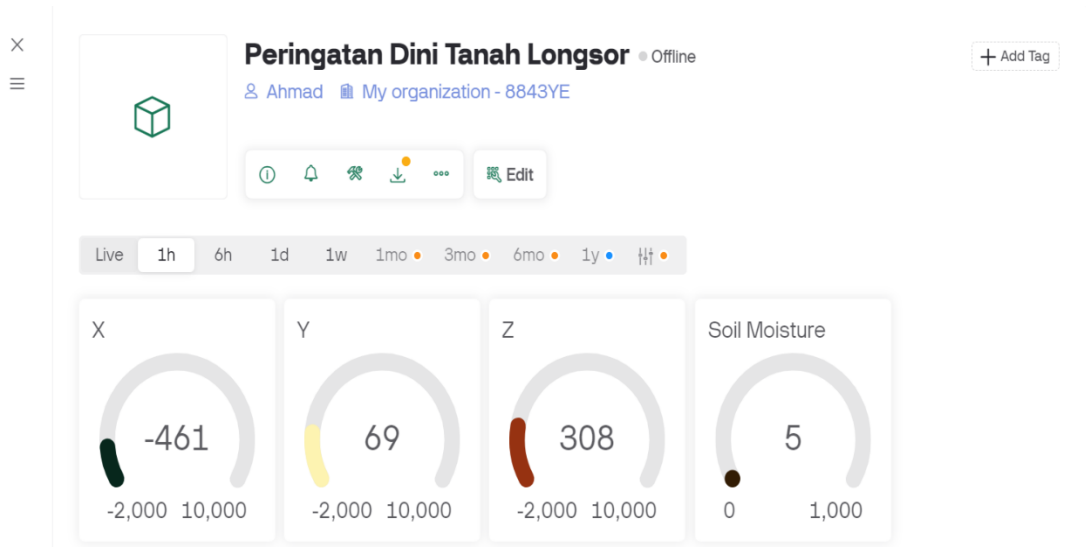 Peringatan Dini Tanah Longsor Offline
Add Tag
Ahmad My organization - 8843YE
Edit
Live 1h 6h 1d 1w 1mo 3mo 6mo 1y
X
-461
-2,000 10,000
Y
69
-2,000 10,000
Z
308
-2,000 10,000
Soil Moisture
5
0 1,000